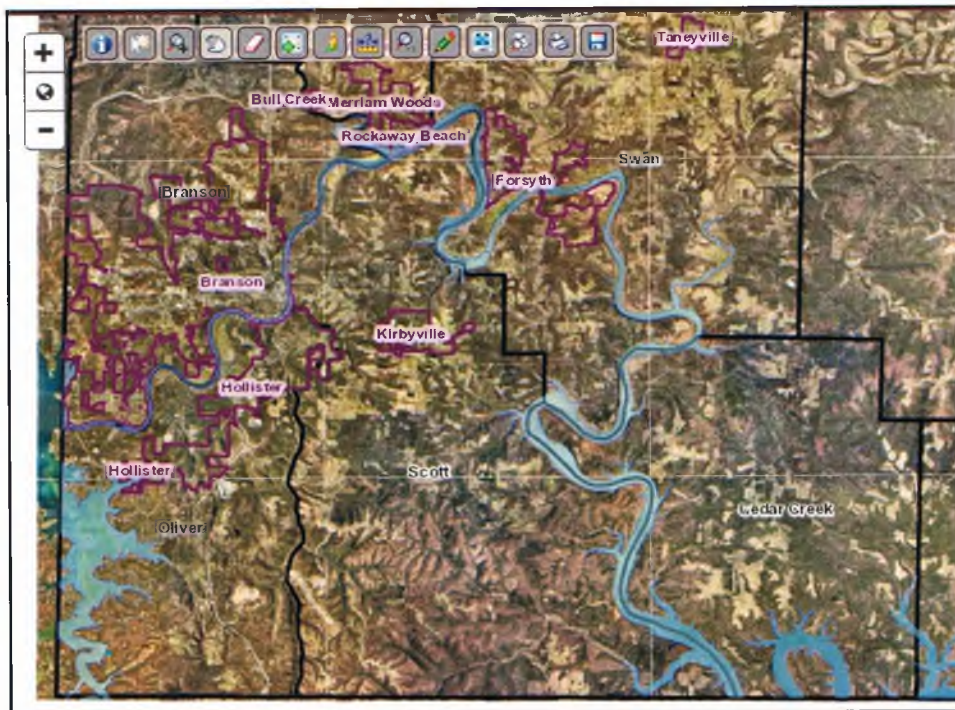 Taneyville
Bull Creek
Merriam Woods
Rockaway Beach
Swan
Forsyth
Branson
Branson
Kirbyville
Hollister
Hollister
Scott
Cedar Creek
Oliver